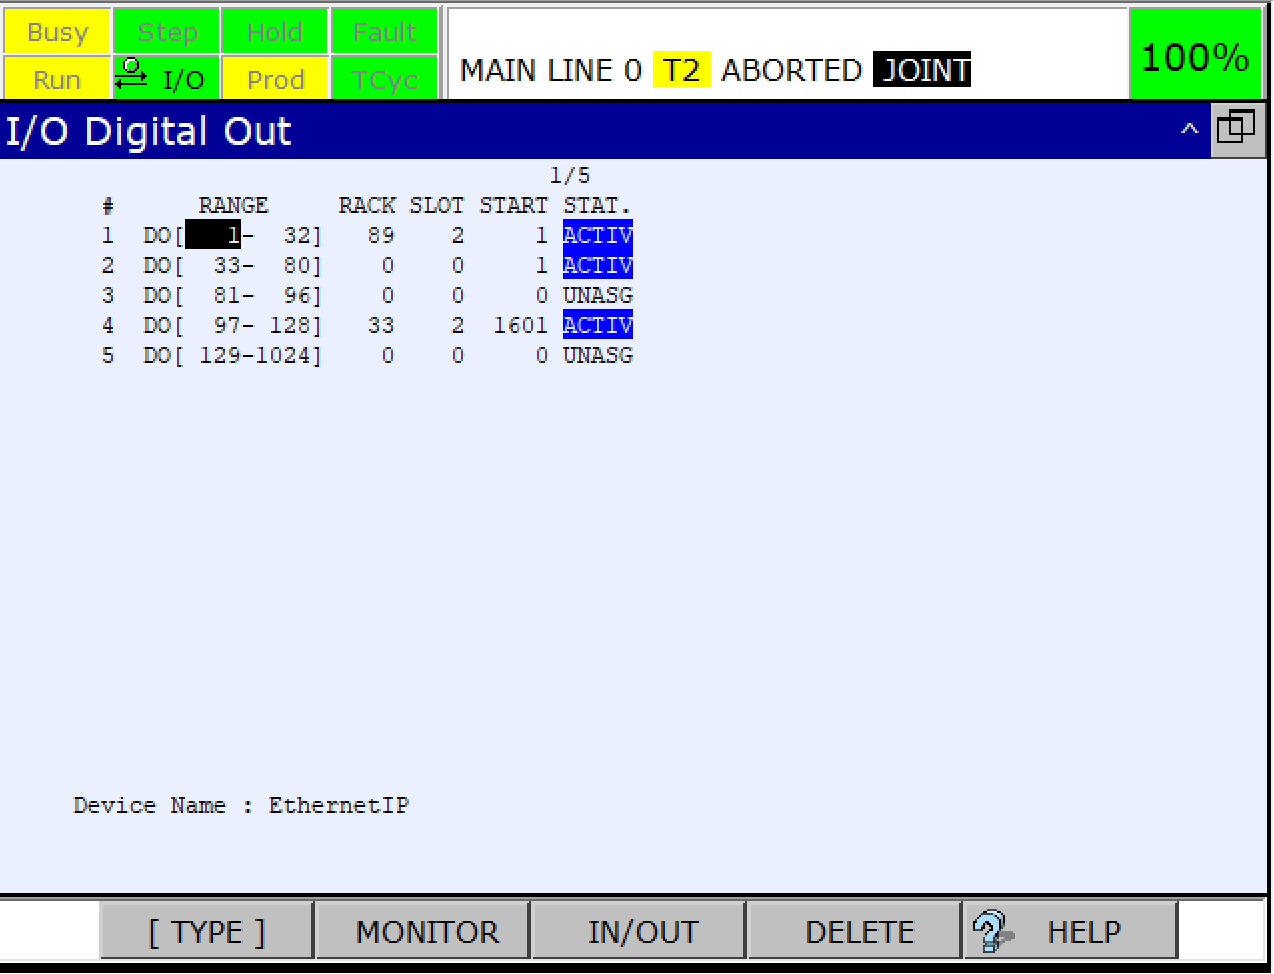 Busy Step Hold Fault
Run I/O Prod TCyc
MAIN LINE 0 T2 ABORTED JOINT
100%
I/O Digital Out
1/5
# RANGE RACK SLOT START STAT.
1 DO[ 1- 32] 89 2 1 ACTIV
2 DO[ 33- 80] 0 0 1 ACTIV
3 DO[ 81- 96] 0 0 0 UNASG
4 DO[ 97- 128] 33 2 1601 ACTIV
5 DO[ 129-1024] 0 0 0 UNASG
Device Name : EthernetIP
[ TYPE ] MONITOR IN/OUT DELETE HELP